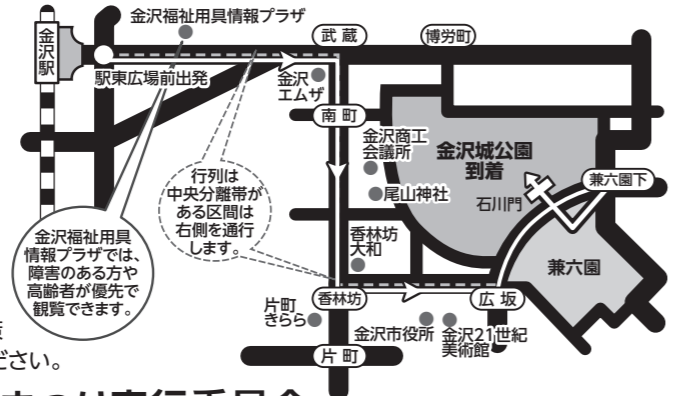 金沢福祉用具情報プラザ
金沢駅
武蔵
博労町
駅東広場前出発
金沢
エムザ
南町
金沢商工
会議所
金沢城公園
到着
兼六園下
行列は
中央分離帯が
ある区間は
右側を通行
します。
尾山神社
石川門
金沢福祉用具
情報プラザでは、
障害のある方や
高齢者が優先で
観覧できます。
香林坊
大和
兼六園
香林坊
広坂
片町
きらら
金沢市役所
金沢21世紀
美術館
片町
ださい。